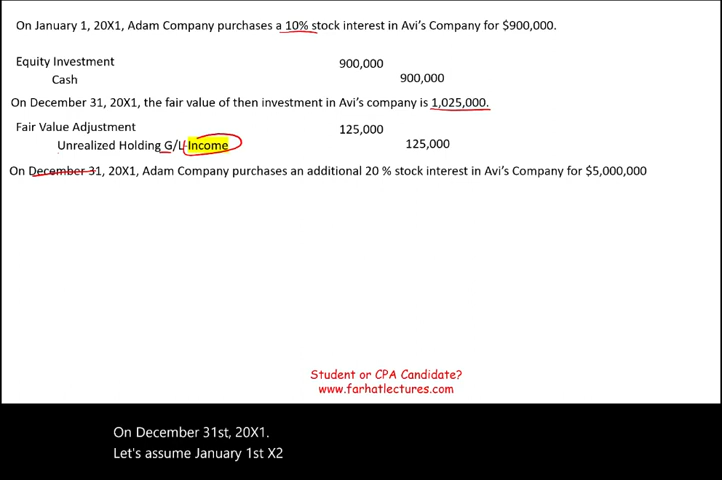 On January 1, 20X1, Adam Company purchases a 10% stock interest in Avi's Company for $900,000.
Equity Investment 900,000
Cash 900,000
On December 31, 20X1, the fair value of then investment in Avi's company is 1,025,000.
Fair Value Adjustment 125,000
Unrealized Holding G/L-Income 125,000
On December 31, 20X1, Adam Company purchases an additional 20 % stock interest in Avi's Company for $5,000,000
Student or CPA Candidate?
www.farhatlectures.com
On December 31st, 20X1.
Let's assume January 1st X2